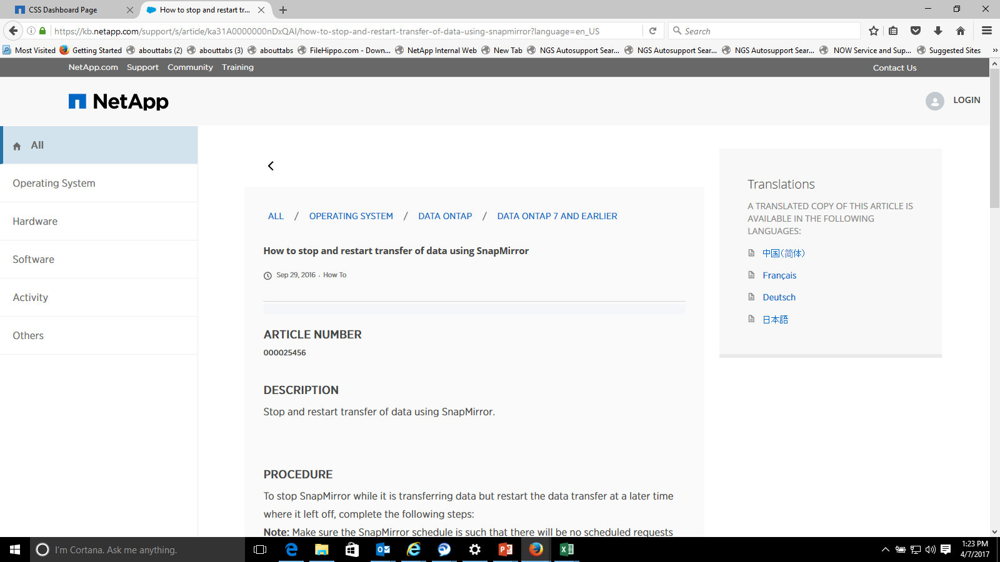 CSS Dashboard Page
How to stop and restart tr...
https://kb.netapp.com/support/s/article/ka31A0000000nDxQAI/how-to-stop-and-restart-transfer-of-data-using-snapmirror?language=en_US
Search
Most Visited
Getting Started
abouttabs (2)
abouttabs (3)
abouttabs
FileHippo.com - Down...
NetApp Internal Web
New Tab
NGS Autosupport Sear...
NGS Autosupport Sear...
NGS Autosupport Sear...
NOW Service and Sup...
Suggested Sites
NetApp.com Support Community Training
Contact Us
NetApp
LOGIN
All
Operating System
Hardware
Software
Activity
Others
ALL / OPERATING SYSTEM / DATA ONTAP / DATA ONTAP 7 AND EARLIER
How to stop and restart transfer of data using SnapMirror
Sep 29, 2016 . How To
ARTICLE NUMBER
000025456
DESCRIPTION
Stop and restart transfer of data using SnapMirror.
PROCEDURE
To stop SnapMirror while it is transferring data but restart the data transfer at a later time
where it left off, complete the following steps:
Note: Make sure the SnapMirror schedule is such that there will be no scheduled requests
Translations
A TRANSLATED COPY OF THIS ARTICLE IS
AVAILABLE IN THE FOLLOWING
LANGUAGES:
中国(简体)
Français
Deutsch
日本語
I'm Cortana. Ask me anything.
1:23 PM
4/7/2017